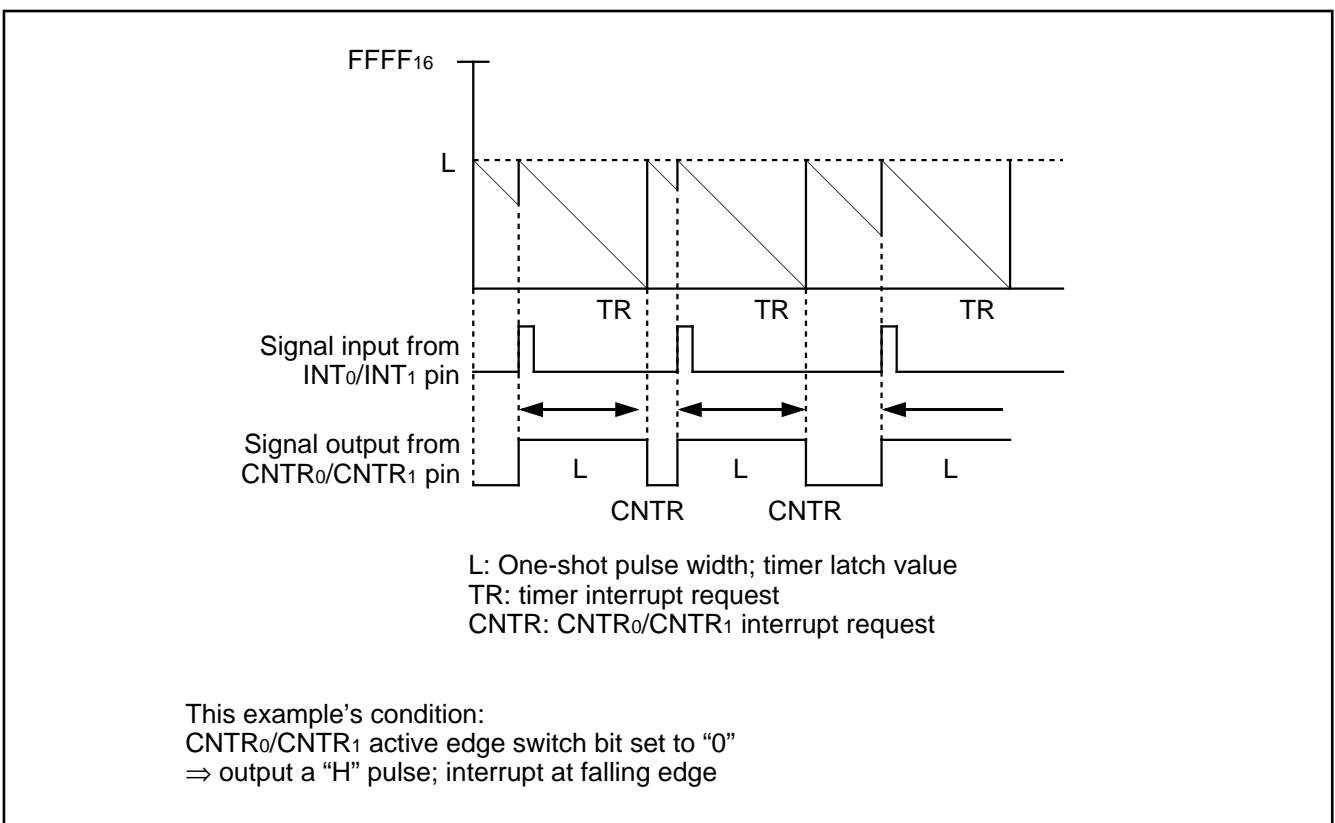 FFFF16
L
TR TR TR
Signal input from
INT0/INT1 pin
Signal output from
CNTR0/CNTR1 pin
L L L
CNTR CNTR
L: One-shot pulse width; timer latch value
TR: timer interrupt request
CNTR: CNTR0/CNTR1 interrupt request
This example’s condition:
CNTR0/CNTR1 active edge switch bit set to “0”
⇒ output a “H” pulse; interrupt at falling edge